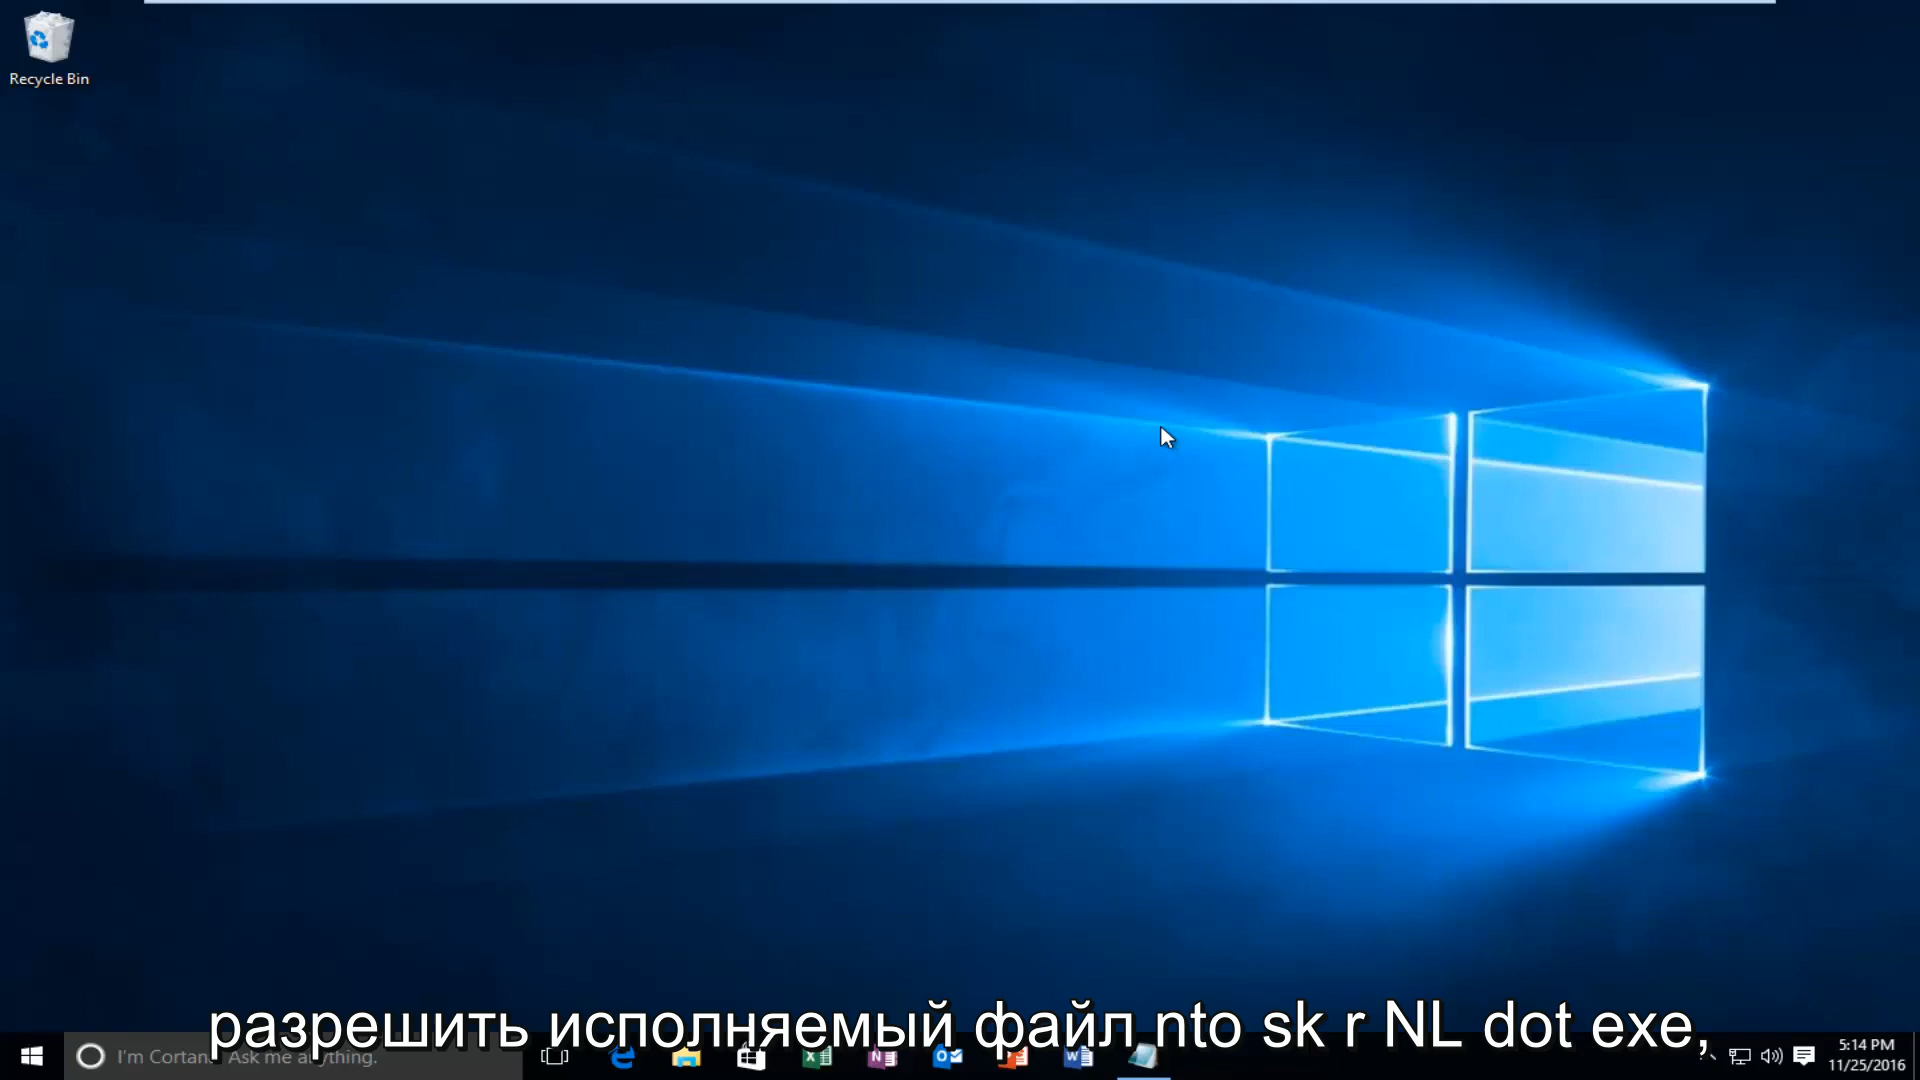 Recycle Bin
разрешить исполняемый файл nto sk r NL dot exe,
I'm Cortana. Ask me anything.
5:14 PM
11/25/2016